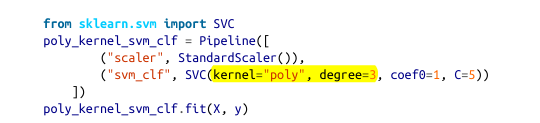 from sklearn.svm import SVC
poly_kernel_svm_clf = Pipeline([
        ("scaler", StandardScaler()),
        ("svm_clf", SVC(kernel="poly", degree=3, coef0=1, C=5))
    ])
poly_kernel_svm_clf.fit(X, y)